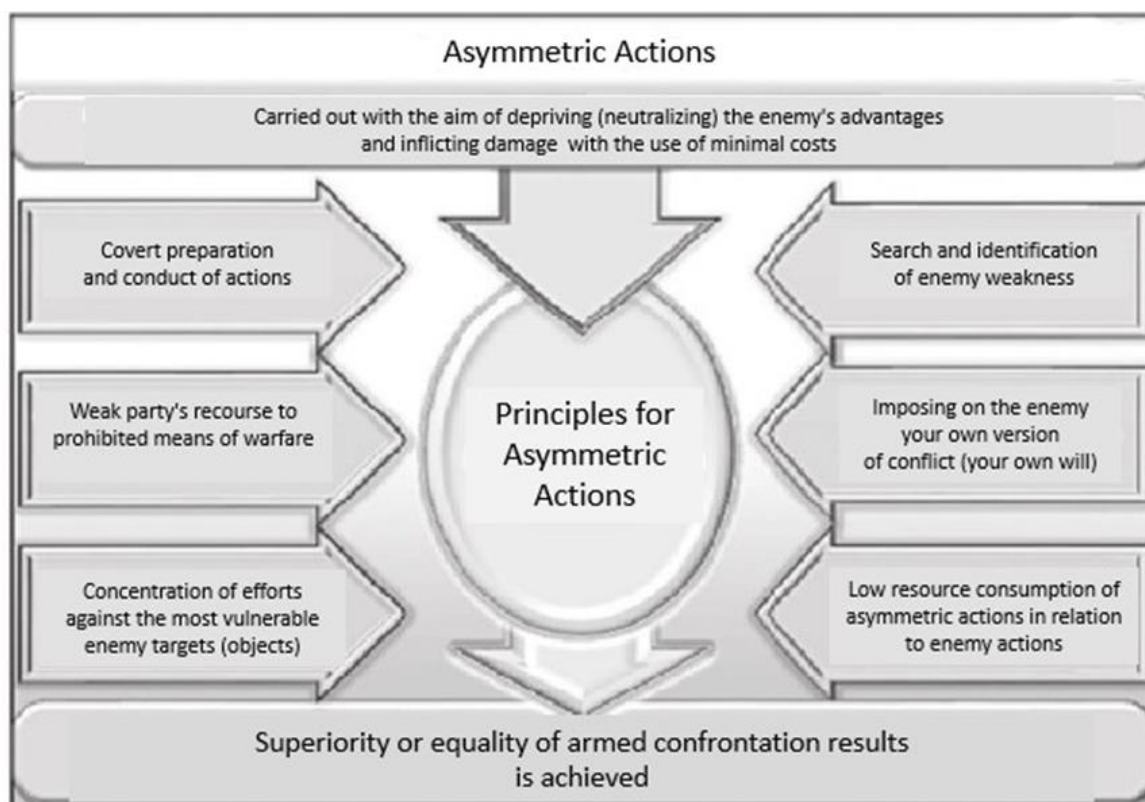 Asymmetric Actions
Carried out with the aim of depriving (neutralizing) the enemy's advantages
and inflicting damage with the use of minimal costs
Covert preparation
and conduct of actions
Weak party's recourse to
prohibited means of warfare
Concentration of efforts
against the most vulnerable
enemy targets (objects)
Principles for
Asymmetric
Actions
Search and identification
of enemy weakness
Imposing on the enemy
your own version
of conflict (your own will)
Low resource consumption of
asymmetric actions in relation
to enemy actions
Superiority or equality of armed confrontation results
is achieved